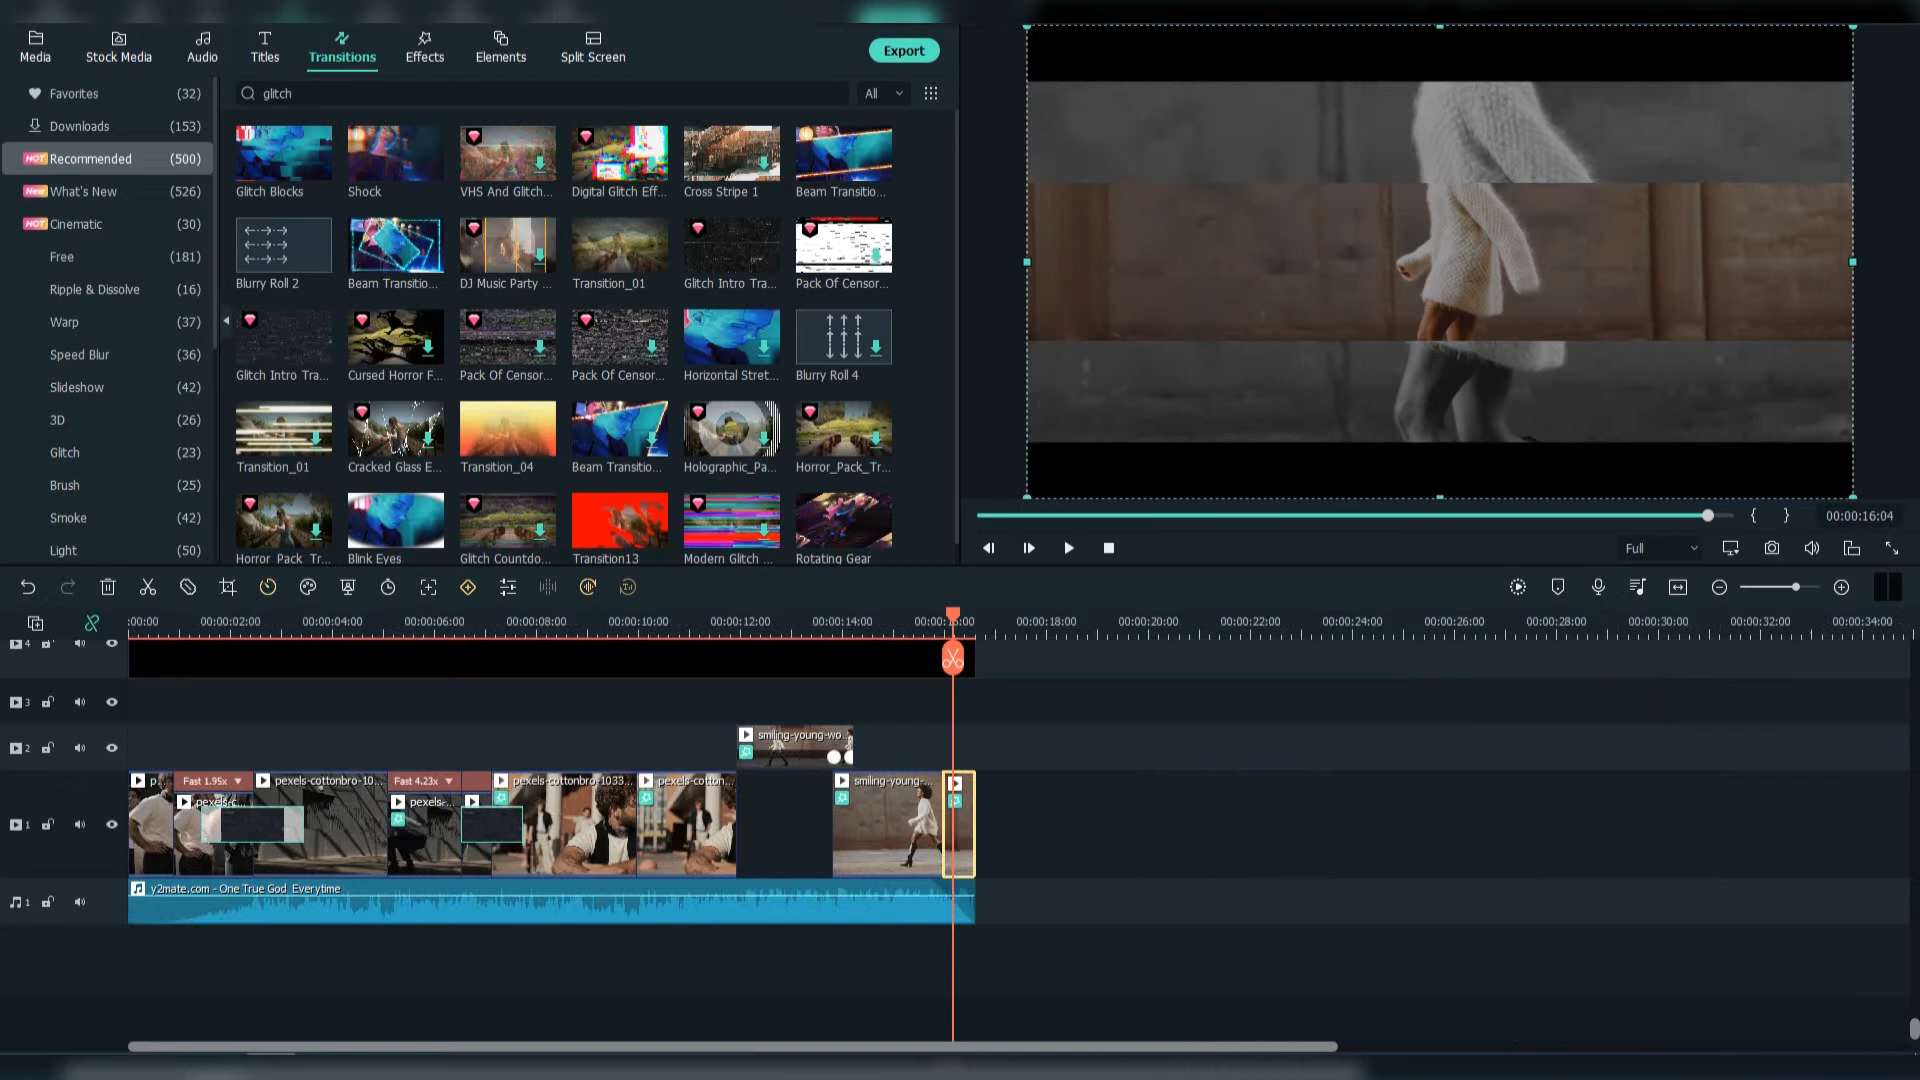 Media
Stock Media
Audio
Titles
Transitions
Effects
Elements
Split Screen
Export
Favorites (32)
Downloads (153)
HOT Recommended (500)
New What's New (526)
HOT Cinematic (30)
Free (181)
Ripple & Dissolve (16)
Warp (37)
Speed Blur (36)
Slideshow (42)
3D (26)
Glitch (23)
Brush (25)
Smoke (42)
Light (50)
glitch
All
Glitch Blocks
Shock
VHS And Glitch...
Digital Glitch Eff...
Cross Stripe 1
Beam Transitio...
Blurry Roll 2
Beam Transitio...
DJ Music Party ...
Transition_01
Glitch Intro Tra...
Pack Of Censor...
Glitch Intro Tra...
Cursed Horror F...
Pack Of Censor...
Pack Of Censor...
Horizontal Stret...
Blurry Roll 4
Transition_01
Cracked Glass E...
Transition_04
Beam Transitio...
Holographic_Pa...
Horror_Pack_Tr...
Horror_Pack_Tr...
Blink Eyes
Glitch Countdo...
Transition13
Modern Glitch ...
Rotating Gear
{ } 00:00:16:04
Full
:00:00 00:00:02:00 00:00:04:00 00:00:06:00 00:00:08:00 00:00:10:00 00:00:12:00 00:00:14:00 00:00:18:00 00:00:20:00 00:00:22:00 00:00:24:00 00:00:26:00 00:00:28:00 00:00:30:00 00:00:32:00 00:00:34:00
4
3
2
smiling-young-wo...
1
p...
Fast 1.95x
pexels-cottonbro-10...
Fast 4.23x
pexels-cottonbro-1033...
pexels-cotton...
smiling-young-...
pexels-c...
pexels-...
1
y2mate.com - One True God Everytime